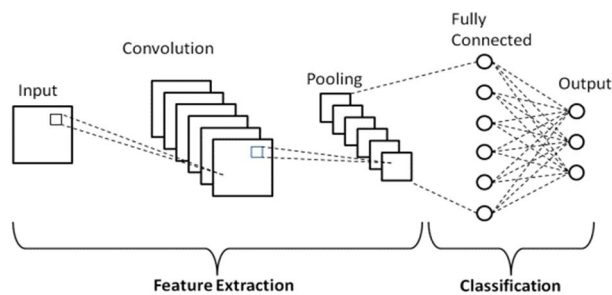 Input
Convolution
Pooling
Fully
Connected
Output
Feature Extraction
Classification